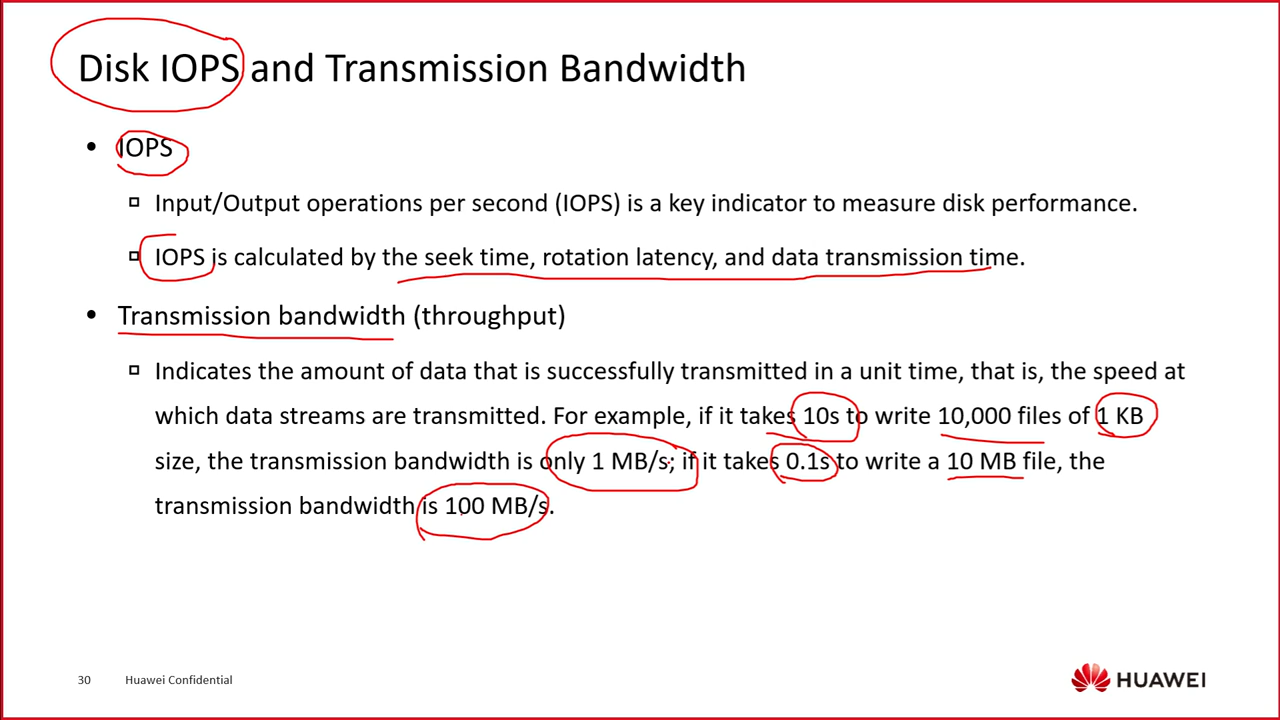 Disk IOPS and Transmission Bandwidth
• IOPS
Input/Output operations per second (IOPS) is a key indicator to measure disk performance.
IOPS is calculated by the seek time, rotation latency, and data transmission time.
• Transmission bandwidth (throughput)
Indicates the amount of data that is successfully transmitted in a unit time, that is, the speed at
which data streams are transmitted. For example, if it takes 10s to write 10,000 files of 1 KB
size, the transmission bandwidth is only 1 MB/s; if it takes 0.1s to write a 10 MB file, the
transmission bandwidth is 100 MB/s.
30 Huawei Confidential
HUAWEI